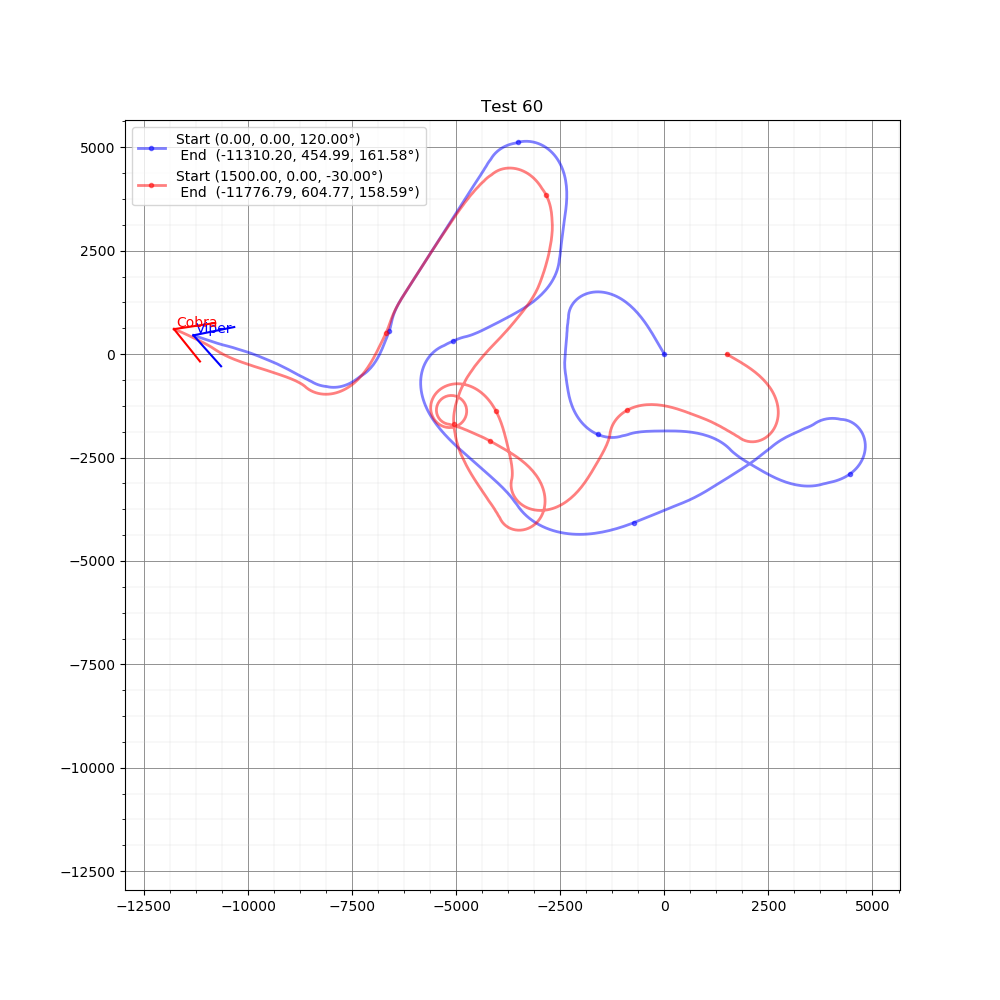 Test 60
Start (0.00, 0.00, 120.00°)
End (-11310.20, 454.99, 161.58°)
Start (1500.00, 0.00, -30.00°)
End (-11776.79, 604.77, 158.59°)
5000
2500
0
−2500
−5000
−7500
−10000
−12500
Cobra
Viper
−12500 −10000 −7500 −5000 −2500 0 2500 5000